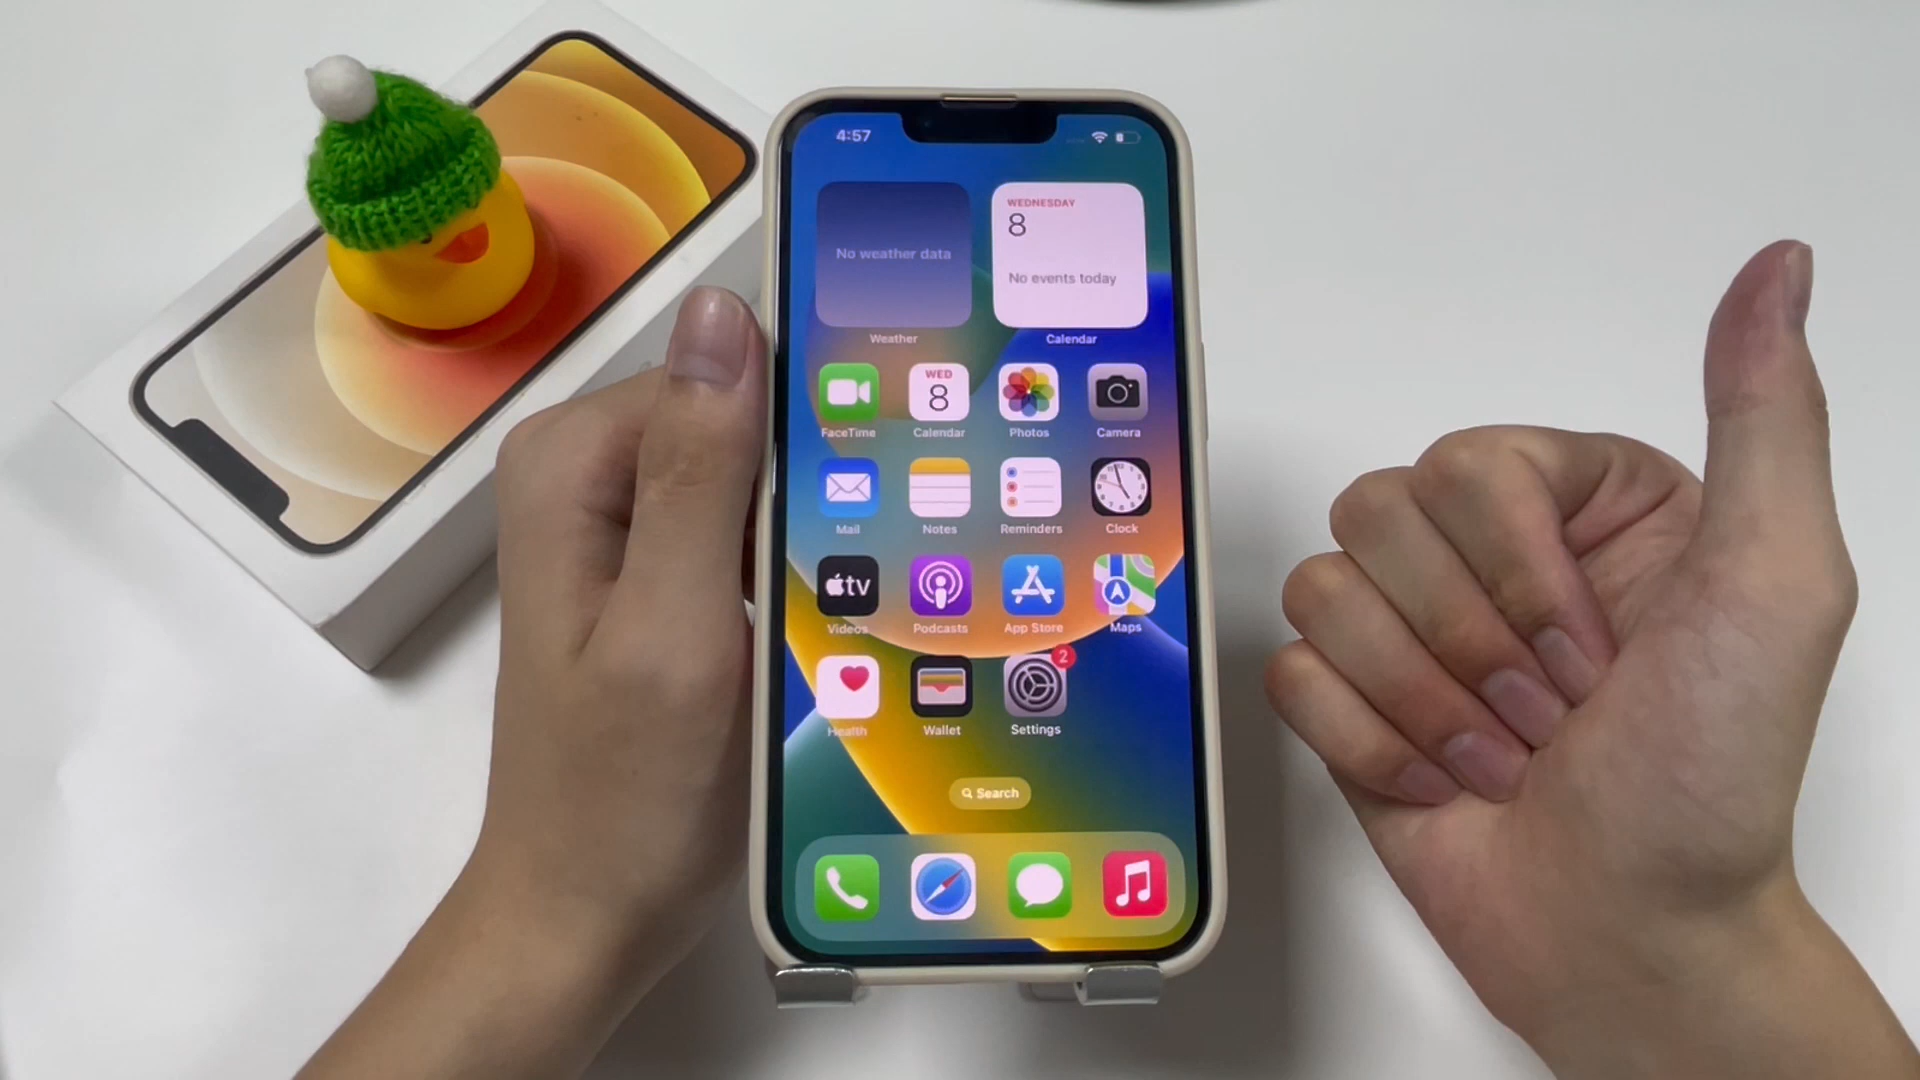 4:57
No weather data
WEDNESDAY
8
No events today
Weather
Calendar
WED
8
FaceTime
Calendar
Photos
Camera
Mail
Notes
Reminders
Clock
tv
Videos
Podcasts
App Store
Maps
2
Health
Wallet
Settings
Search